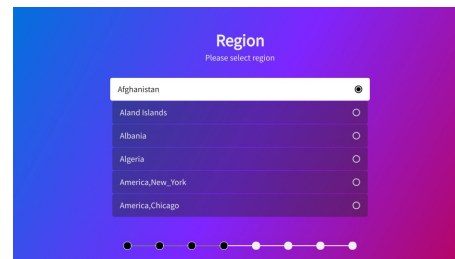 Region
Please select region
Afghanistan
Aland Islands
Albania
Algeria
America,New_York
America,Chicago